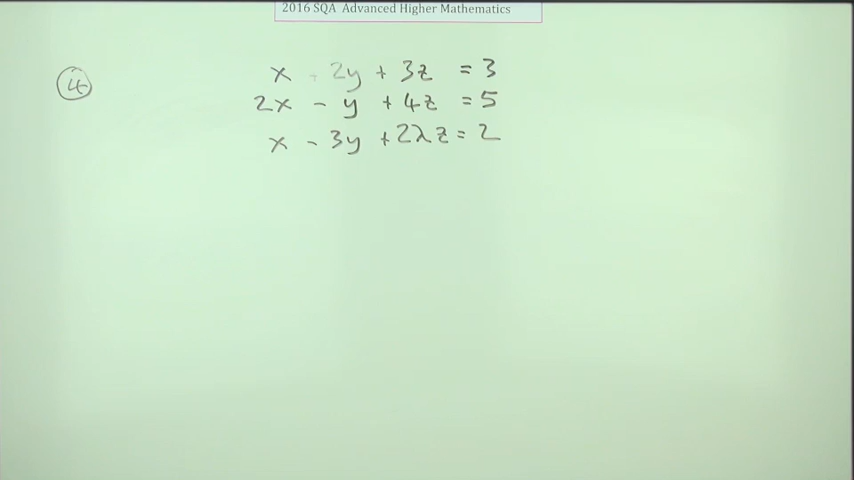 2016 SQA Advanced Higher Mathematics
4
x 2y + 3z = 3
2x - y + 4z = 5
x - 3y + 2λz = 2